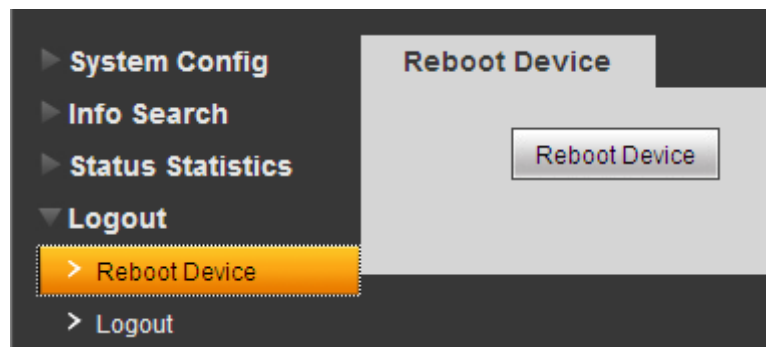 System Config
Info Search
Status Statistics
Logout
Reboot Device
Logout
Reboot Device
Reboot Device